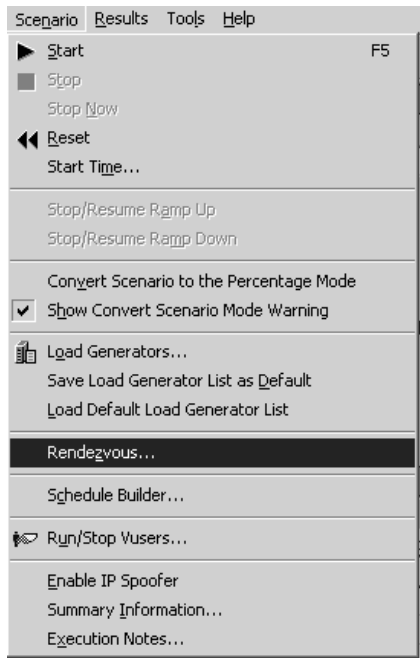 Scenario Results Tools Help
Start F5
Stop
Stop Now
Reset
Start Time...
Stop/Resume Ramp Up
Stop/Resume Ramp Down
Convert Scenario to the Percentage Mode
Show Convert Scenario Mode Warning
Load Generators...
Save Load Generator List as Default
Load Default Load Generator List
Rendezvous...
Schedule Builder...
Run/Stop Vusers...
Enable IP Spoofer
Summary Information...
Execution Notes...